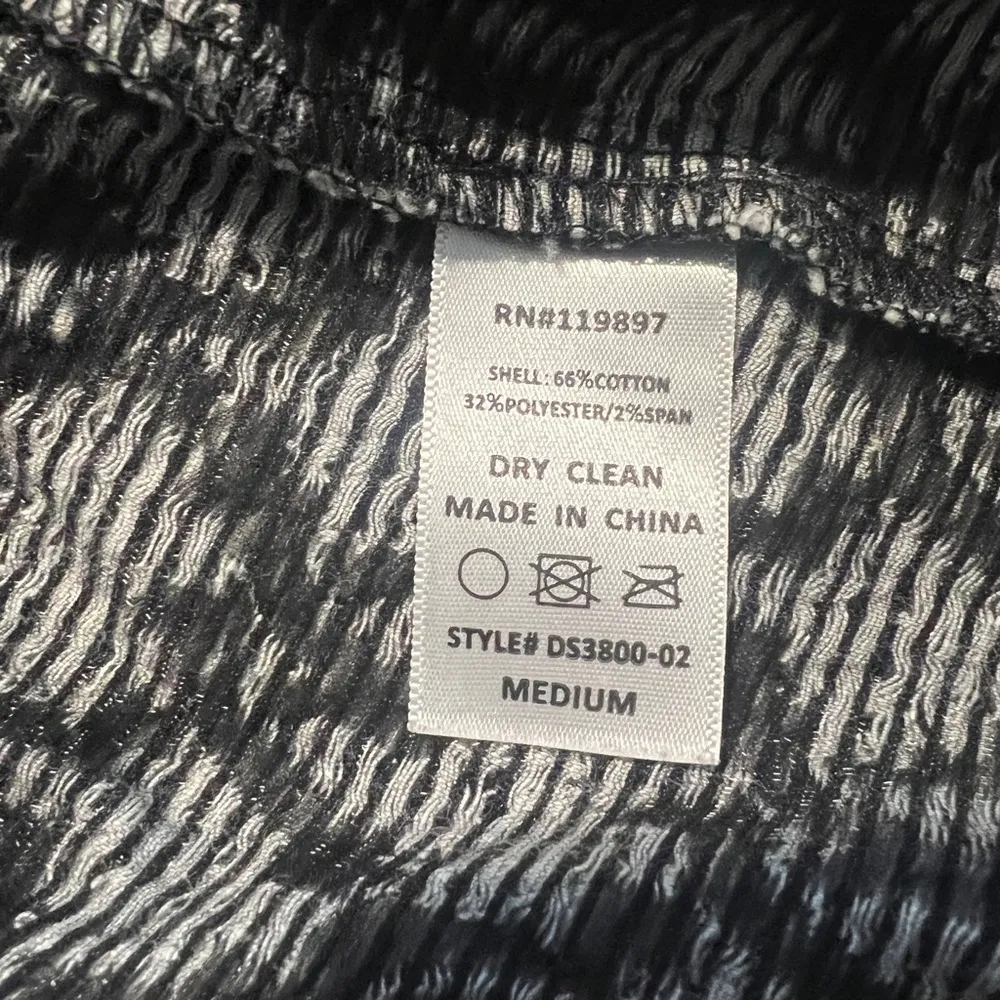 RN#119897
SHELL: 66%COTTON
32%POLYESTER/2%SPAN
DRY CLEAN
MADE IN CHINA
STYLE# DS3800-02
MEDIUM